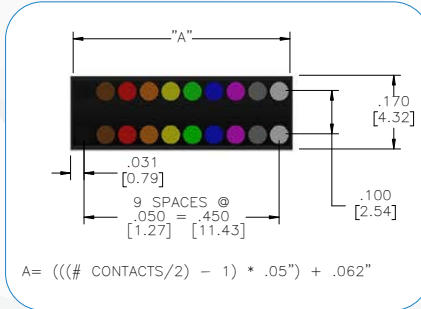 "A"
.170
[4.32]
.031
[0.79]
.100
[2.54]
9 SPACES @
.050 = .450
[1.27] [11.43]
A= (((# CONTACTS/2) - 1) * .05") + .062"